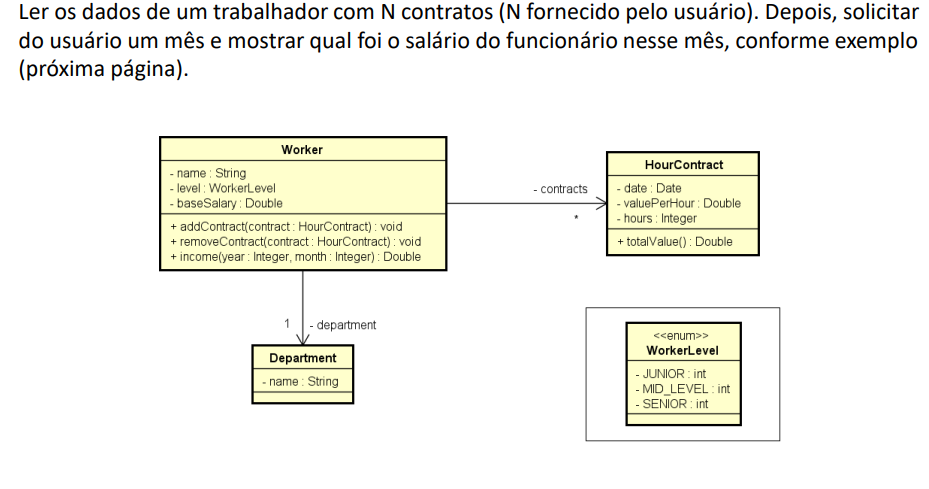 Ler os dados de um trabalhador com N contratos (N fornecido pelo usuário). Depois, solicitar
do usuário um mês e mostrar qual foi o salário do funcionário nesse mês, conforme exemplo
(próxima página).
Worker
- name : String
- level : WorkerLevel
- baseSalary : Double
+ addContract(contract : HourContract) : void
+ removeContract(contract : HourContract) : void
+ income(year : Integer, month : Integer) : Double
- contracts
*
HourContract
- date : Date
- valuePerHour : Double
- hours : Integer
+ totalValue() : Double
1
- department
Department
- name : String
<<enum>>
WorkerLevel
- JUNIOR : int
- MID_LEVEL : int
- SENIOR : int